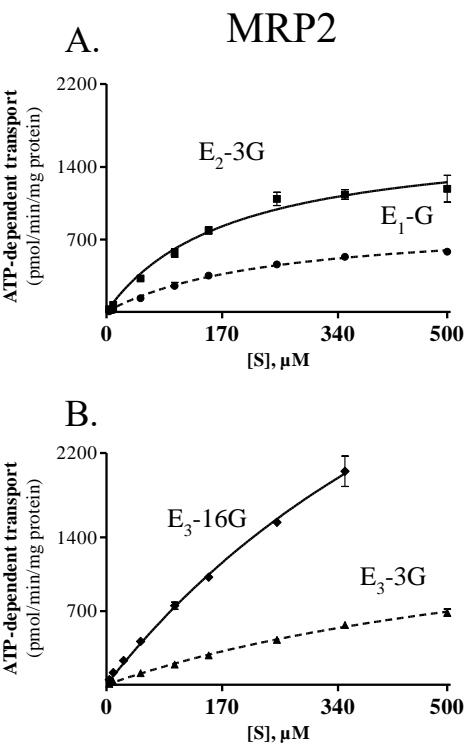 MRP2
A.
ATP-dependent transport
(pmol/min/mg protein)
2200
1400
700
E2-3G
E1-G
0 170 340 500
[S], µM
B.
ATP-dependent transport
(pmol/min/mg protein)
2200
1400
700
E3-16G
E3-3G
0 170 340 500
[S], µM